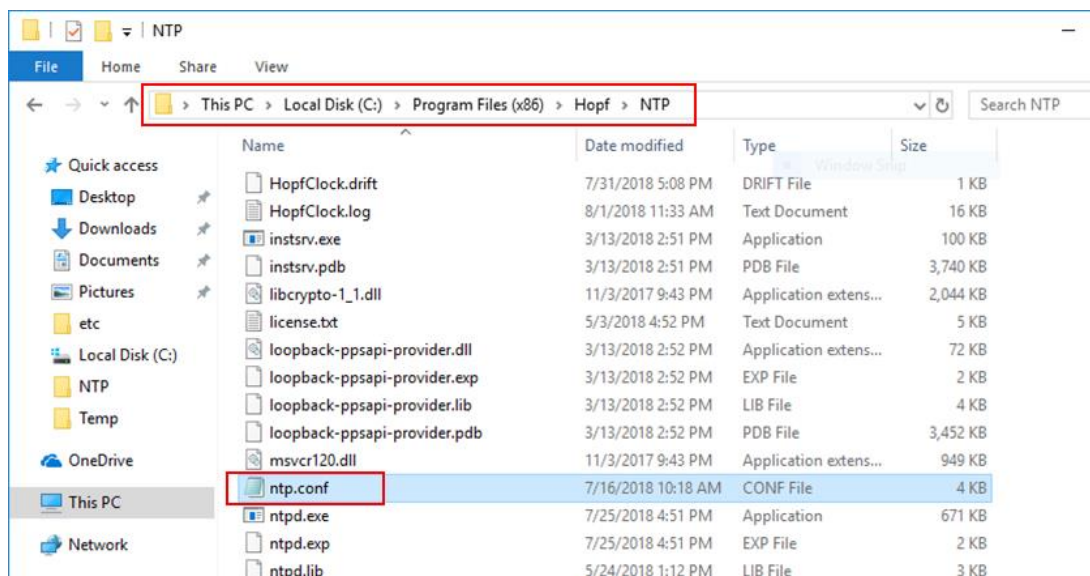 NTP
File Home Share View
This PC > Local Disk (C:) > Program Files (x86) > Hopf > NTP
Search NTP
Name Date modified Type Size
Window Snip
Quick access
Desktop
Downloads
Documents
Pictures
etc
Local Disk (C:)
NTP
Temp
OneDrive
This PC
Network
HopfClock.drift 7/31/2018 5:08 PM DRIFT File 1 KB
HopfClock.log 8/1/2018 11:33 AM Text Document 16 KB
instsrv.exe 3/13/2018 2:51 PM Application 100 KB
instsrv.pdb 3/13/2018 2:51 PM PDB File 3,740 KB
libcrypto-1_1.dll 11/3/2017 9:43 PM Application extens... 2,044 KB
license.txt 5/3/2018 4:52 PM Text Document 5 KB
loopback-ppsapi-provider.dll 3/13/2018 2:52 PM Application extens... 72 KB
loopback-ppsapi-provider.exp 3/13/2018 2:52 PM EXP File 2 KB
loopback-ppsapi-provider.lib 3/13/2018 2:52 PM LIB File 4 KB
loopback-ppsapi-provider.pdb 3/13/2018 2:52 PM PDB File 3,452 KB
msvcr120.dll 11/3/2017 9:43 PM Application extens... 949 KB
ntp.conf 7/16/2018 10:18 AM CONF File 4 KB
ntpd.exe 7/25/2018 4:51 PM Application 671 KB
ntpd.exp 7/25/2018 4:51 PM EXP File 2 KB
ntpd.lib 5/24/2018 1:12 PM LIB File 3 KB